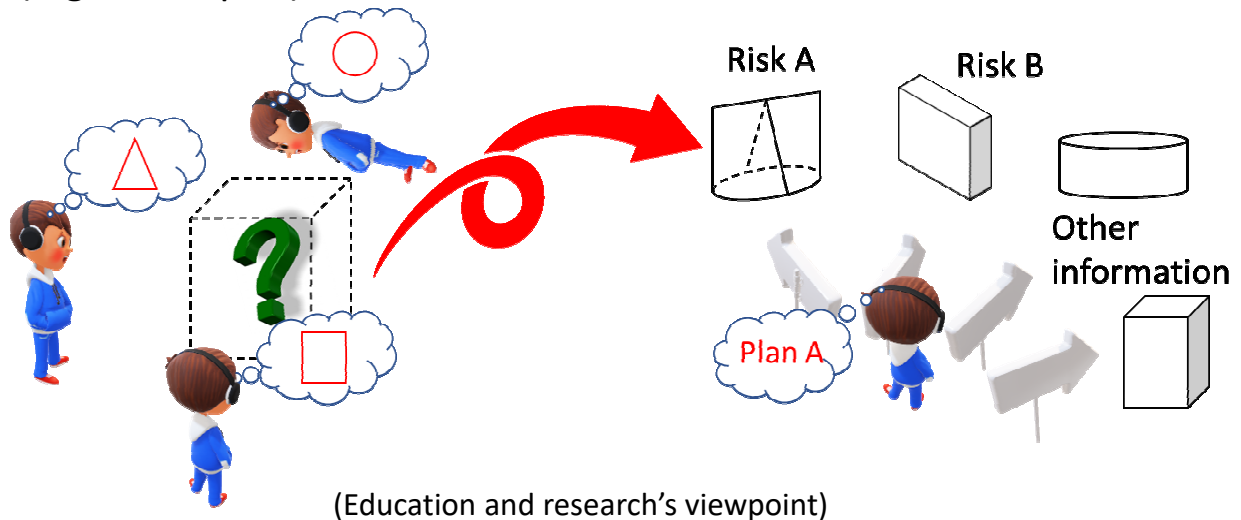 Risk A
Risk B
Other
information
Plan A
(Education and research's viewpoint)